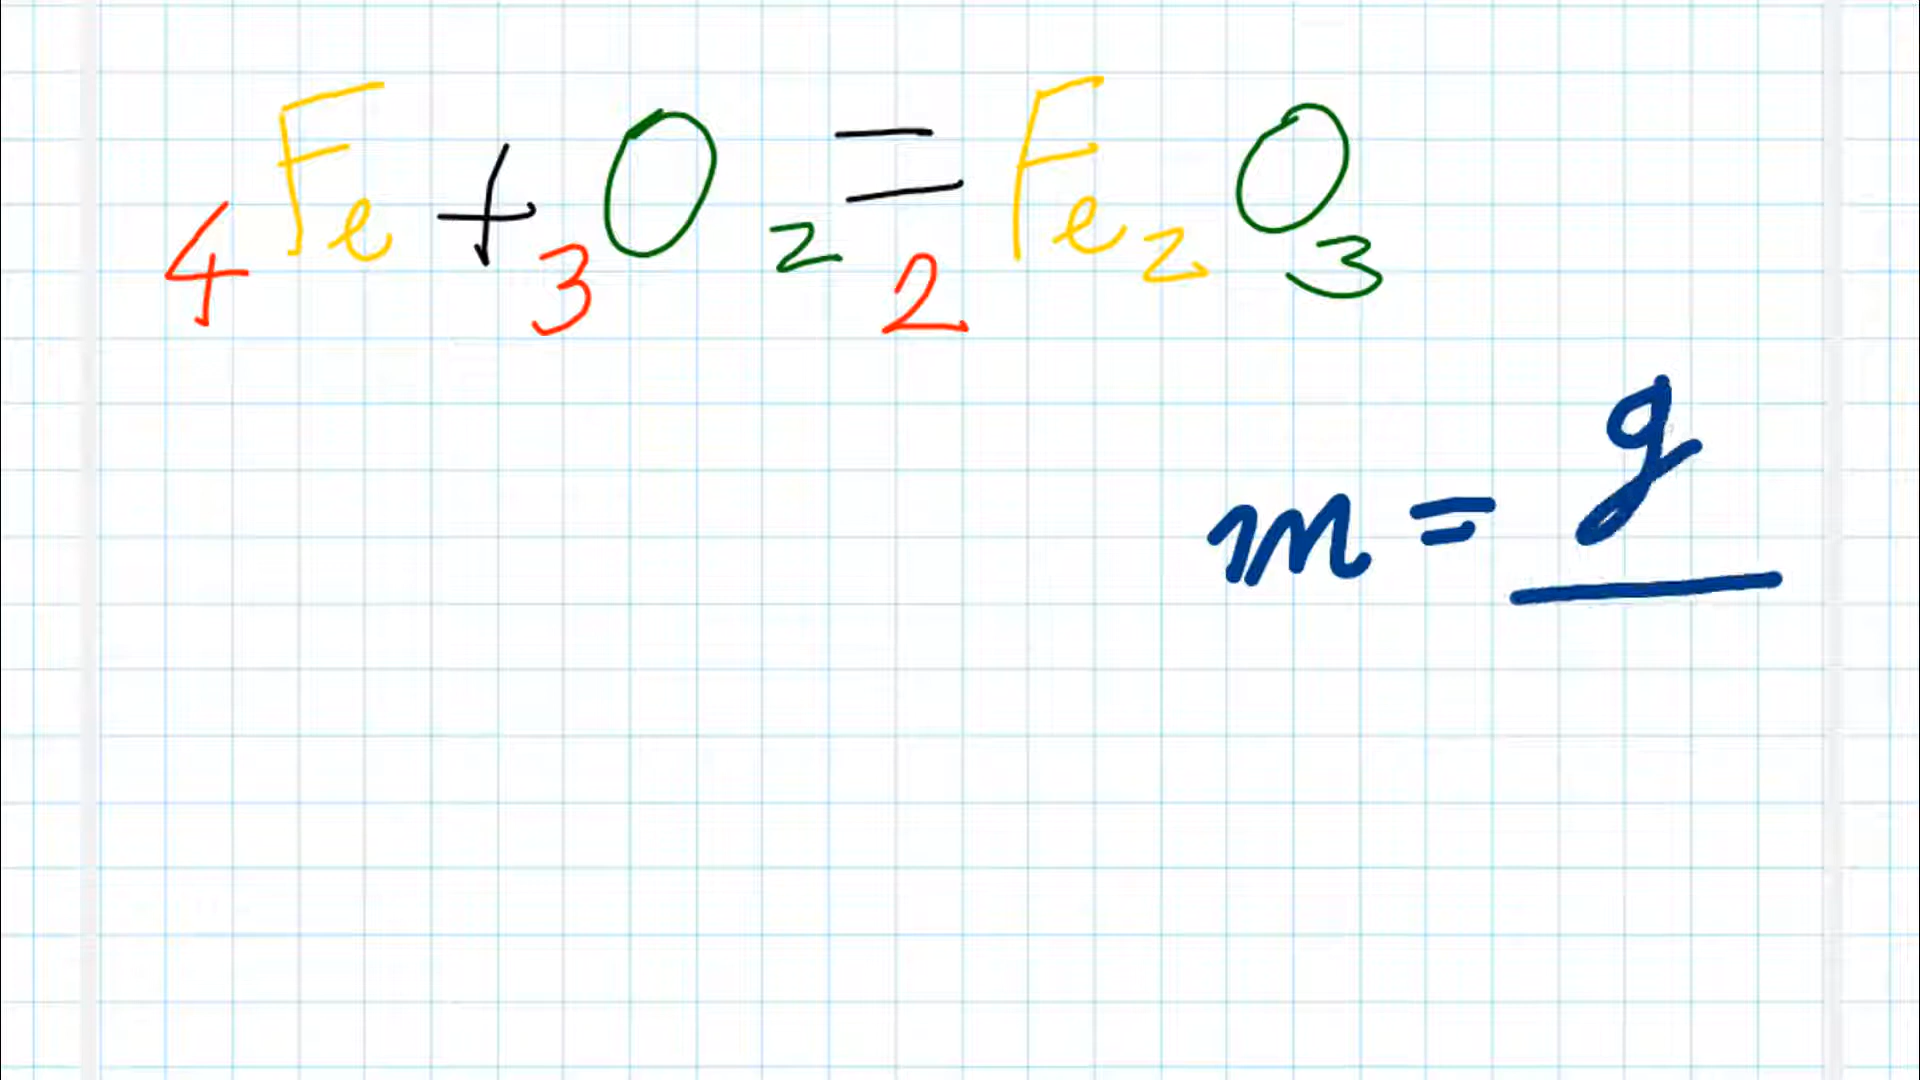 4Fe + 3O2 = 2Fe2O3
m = g